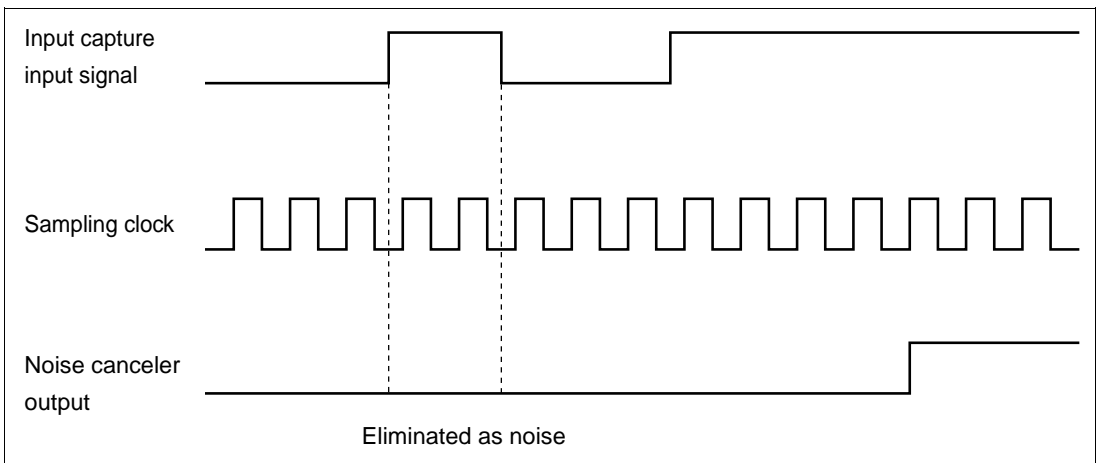 Input capture
input signal
Sampling clock
Noise canceler
output
Eliminated as noise